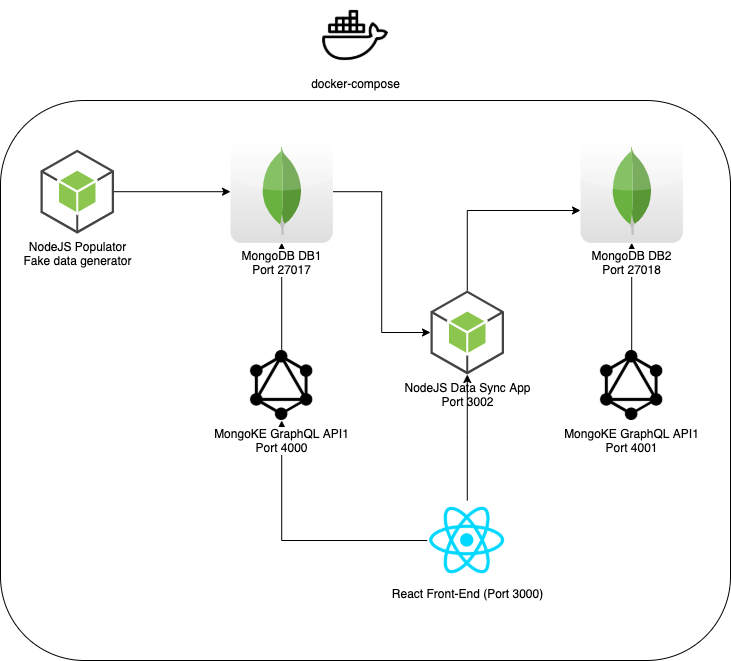 docker-compose
NodeJS Populator
Fake data generator
MongoDB DB1
Port 27017
MongoDB DB2
Port 27018
NodeJS Data Sync App
Port 3002
MongoKE GraphQL API1
Port 4000
MongoKE GraphQL API1
Port 4001
React Front-End (Port 3000)